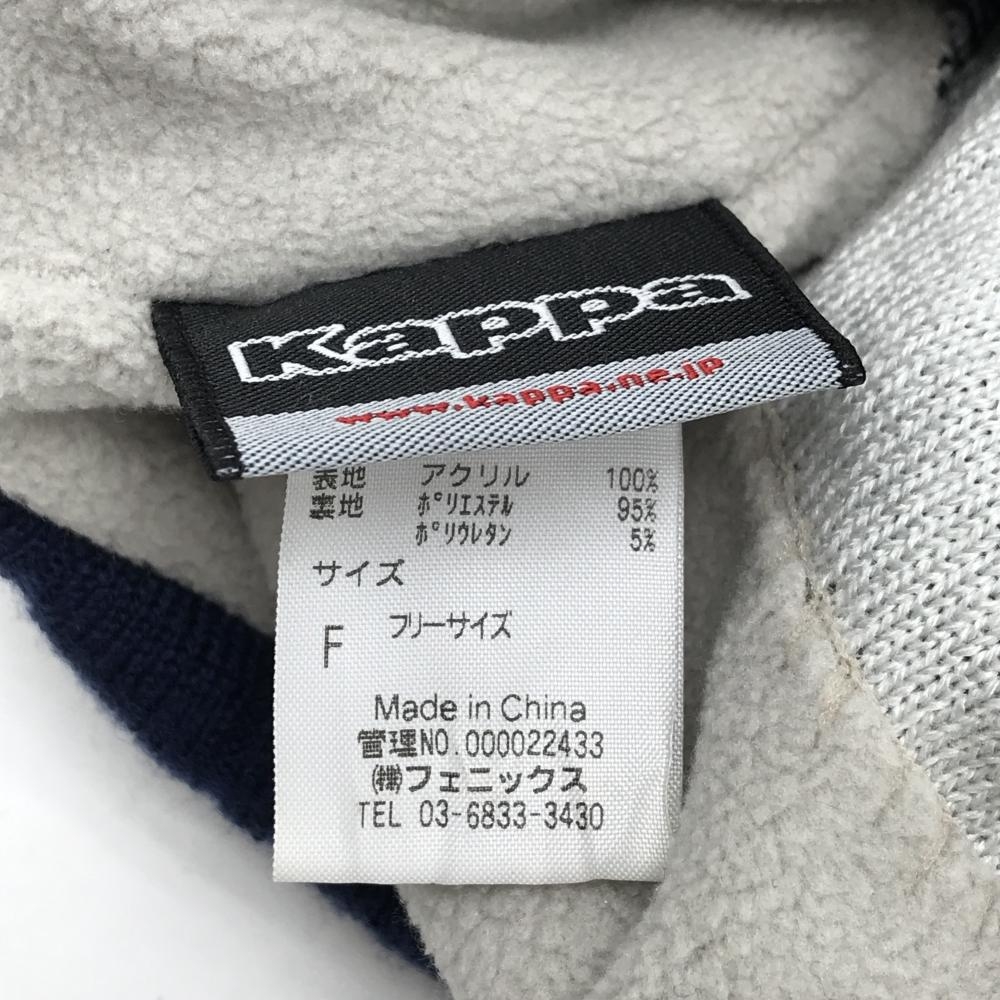 Kappa
www.kappa.ne.jp
表地 アクリル 100%
裏地 ポリエステル 95%
ポリウレタン 5%
サイズ
F フリーサイズ
Made in China
管理NO.000022433
㈱フェニックス
TEL 03-6833-3430